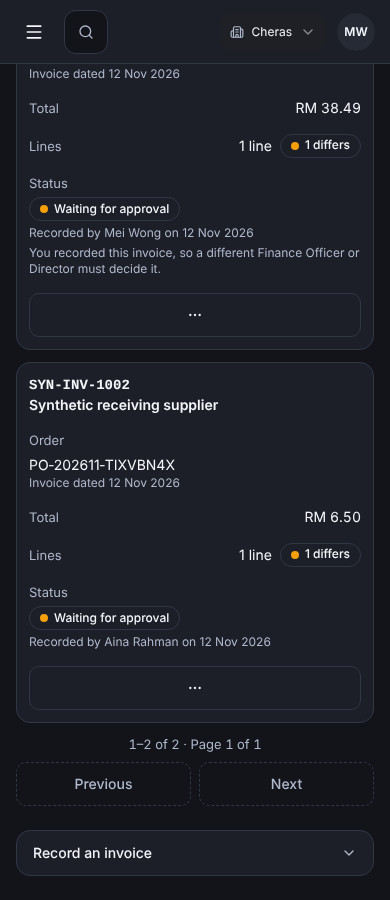 Cheras
MW
Invoice dated 12 Nov 2026
Total
RM 38.49
Lines
1 line
1 differs
Status
Waiting for approval
Recorded by Mei Wong on 12 Nov 2026
You recorded this invoice, so a different Finance Officer or
Director must decide it.
...
SYN-INV-1002
Synthetic receiving supplier
Order
PO-202611-TIXVBN4X
Invoice dated 12 Nov 2026
Total
RM 6.50
Lines
1 line
1 differs
Status
Waiting for approval
Recorded by Aina Rahman on 12 Nov 2026
...
1–2 of 2 · Page 1 of 1
Previous
Next
Record an invoice